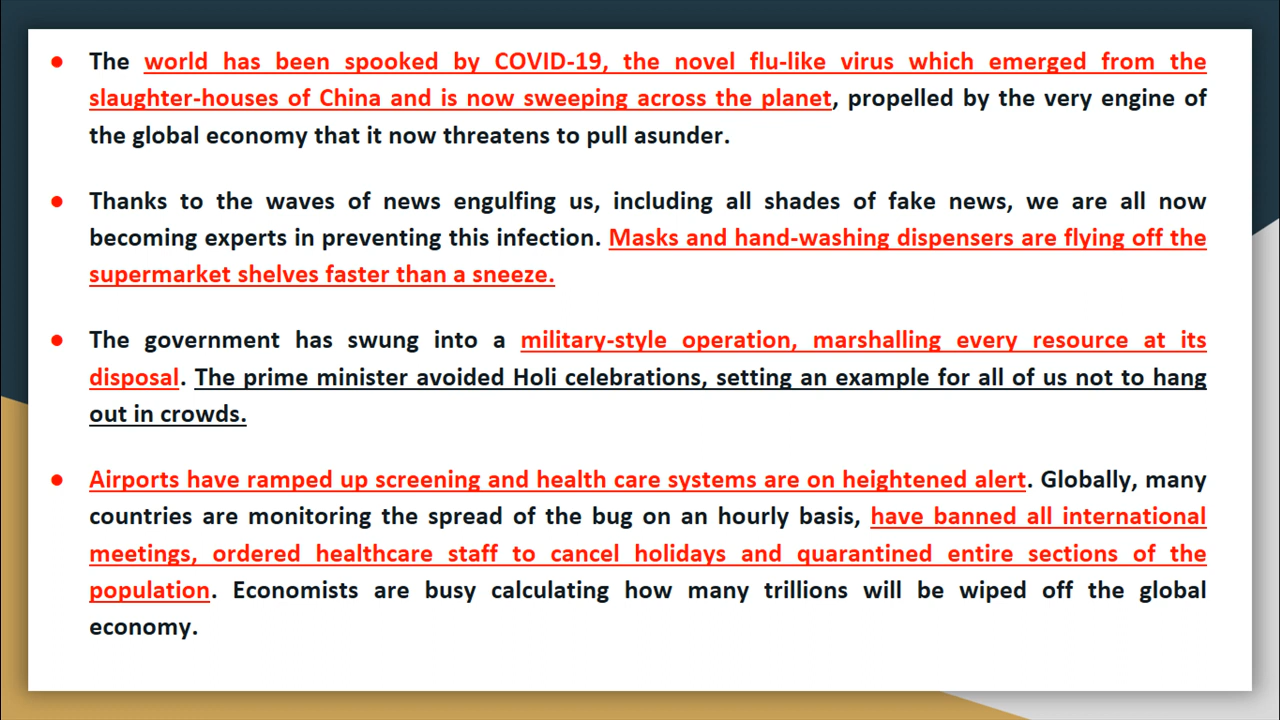 ● The world has been spooked by COVID-19, the novel flu-like virus which emerged from the
slaughter-houses of China and is now sweeping across the planet, propelled by the very engine of
the global economy that it now threatens to pull asunder.
● Thanks to the waves of news engulfing us, including all shades of fake news, we are all now
becoming experts in preventing this infection. Masks and hand-washing dispensers are flying off the
supermarket shelves faster than a sneeze.
● The government has swung into a military-style operation, marshalling every resource at its
disposal. The prime minister avoided Holi celebrations, setting an example for all of us not to hang
out in crowds.
● Airports have ramped up screening and health care systems are on heightened alert. Globally, many
countries are monitoring the spread of the bug on an hourly basis, have banned all international
meetings, ordered healthcare staff to cancel holidays and quarantined entire sections of the
population. Economists are busy calculating how many trillions will be wiped off the global
economy.